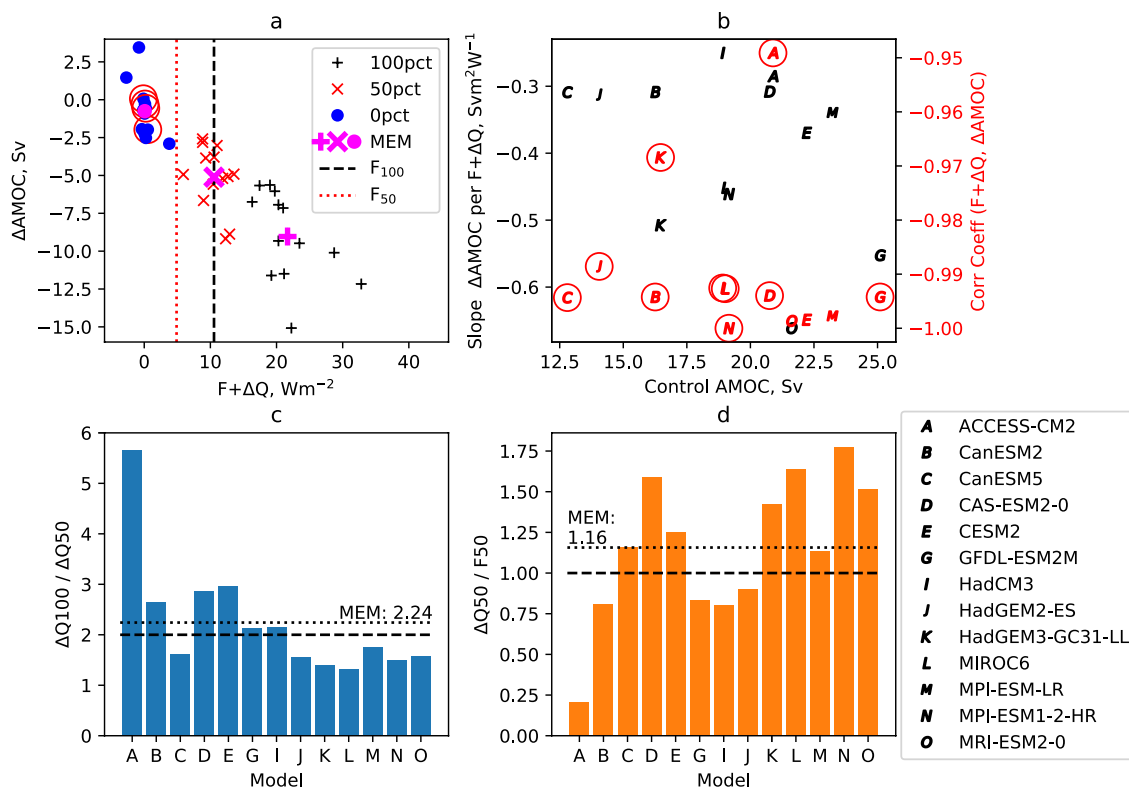 a
2.5
0.0
−2.5
−5.0
−7.5
−10.0
−12.5
−15.0
ΔAMOC, Sv
0
10
20
30
40
F+ΔQ, Wm⁻²
100pct
50pct
0pct
MEM
F₁₀₀
F₅₀
b
−0.3
−0.4
−0.5
−0.6
Slope ΔAMOC per F+ΔQ, Svm²W⁻¹
I
A
A
C
J
B
D
M
E
K
L
N
K
G
J
C
B
L
D
G
N
O
E
M
O
−0.95
−0.96
−0.97
−0.98
−0.99
−1.00
Corr Coeff (F+ΔQ, ΔAMOC)
12.5
15.0
17.5
20.0
22.5
25.0
Control AMOC, Sv
c
6
5
4
3
2
1
0
ΔQ100 / ΔQ50
MEM: 2.24
A B C D E G I J K L M N O
Model
d
1.75
1.50
1.25
1.00
0.75
0.50
0.25
0.00
ΔQ50 / F50
MEM:
1.16
A B C D E G I J K L M N O
Model
A ACCESS-CM2
B CanESM2
C CanESM5
D CAS-ESM2-0
E CESM2
G GFDL-ESM2M
I HadCM3
J HadGEM2-ES
K HadGEM3-GC31-LL
L MIROC6
M MPI-ESM-LR
N MPI-ESM1-2-HR
O MRI-ESM2-0